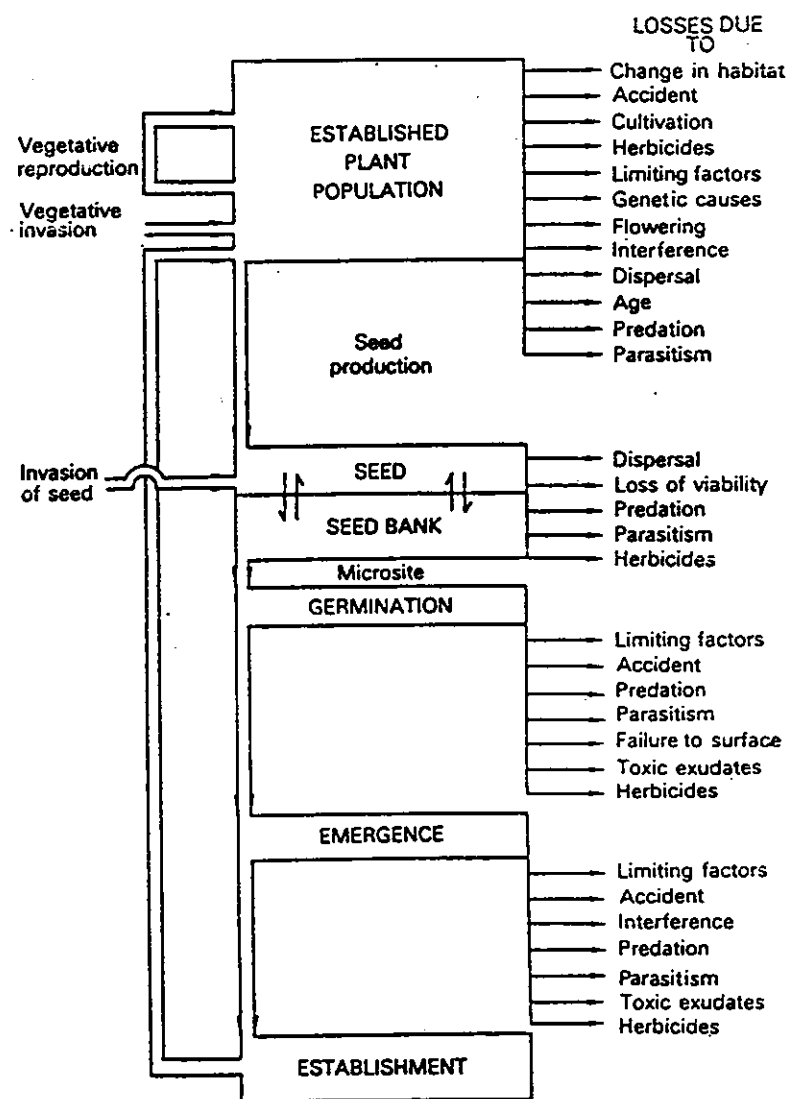 LOSSES DUE
TO
Change in habitat
Accident
Cultivation
Herbicides
Limiting factors
Genetic causes
Flowering
Interference
Dispersal
Age
Predation
Parasitism
ESTABLISHED
PLANT
POPULATION
Vegetative
reproduction
Vegetative
invasion
Seed
production
Invasion
of seed
SEED
SEED BANK
Dispersal
Loss of viability
Predation
Parasitism
Herbicides
Microsite
GERMINATION
Limiting factors
Accident
Predation
Parasitism
Failure to surface
Toxic exudates
Herbicides
EMERGENCE
Limiting factors
Accident
Interference
Predation
Parasitism
Toxic exudates
Herbicides
ESTABLISHMENT